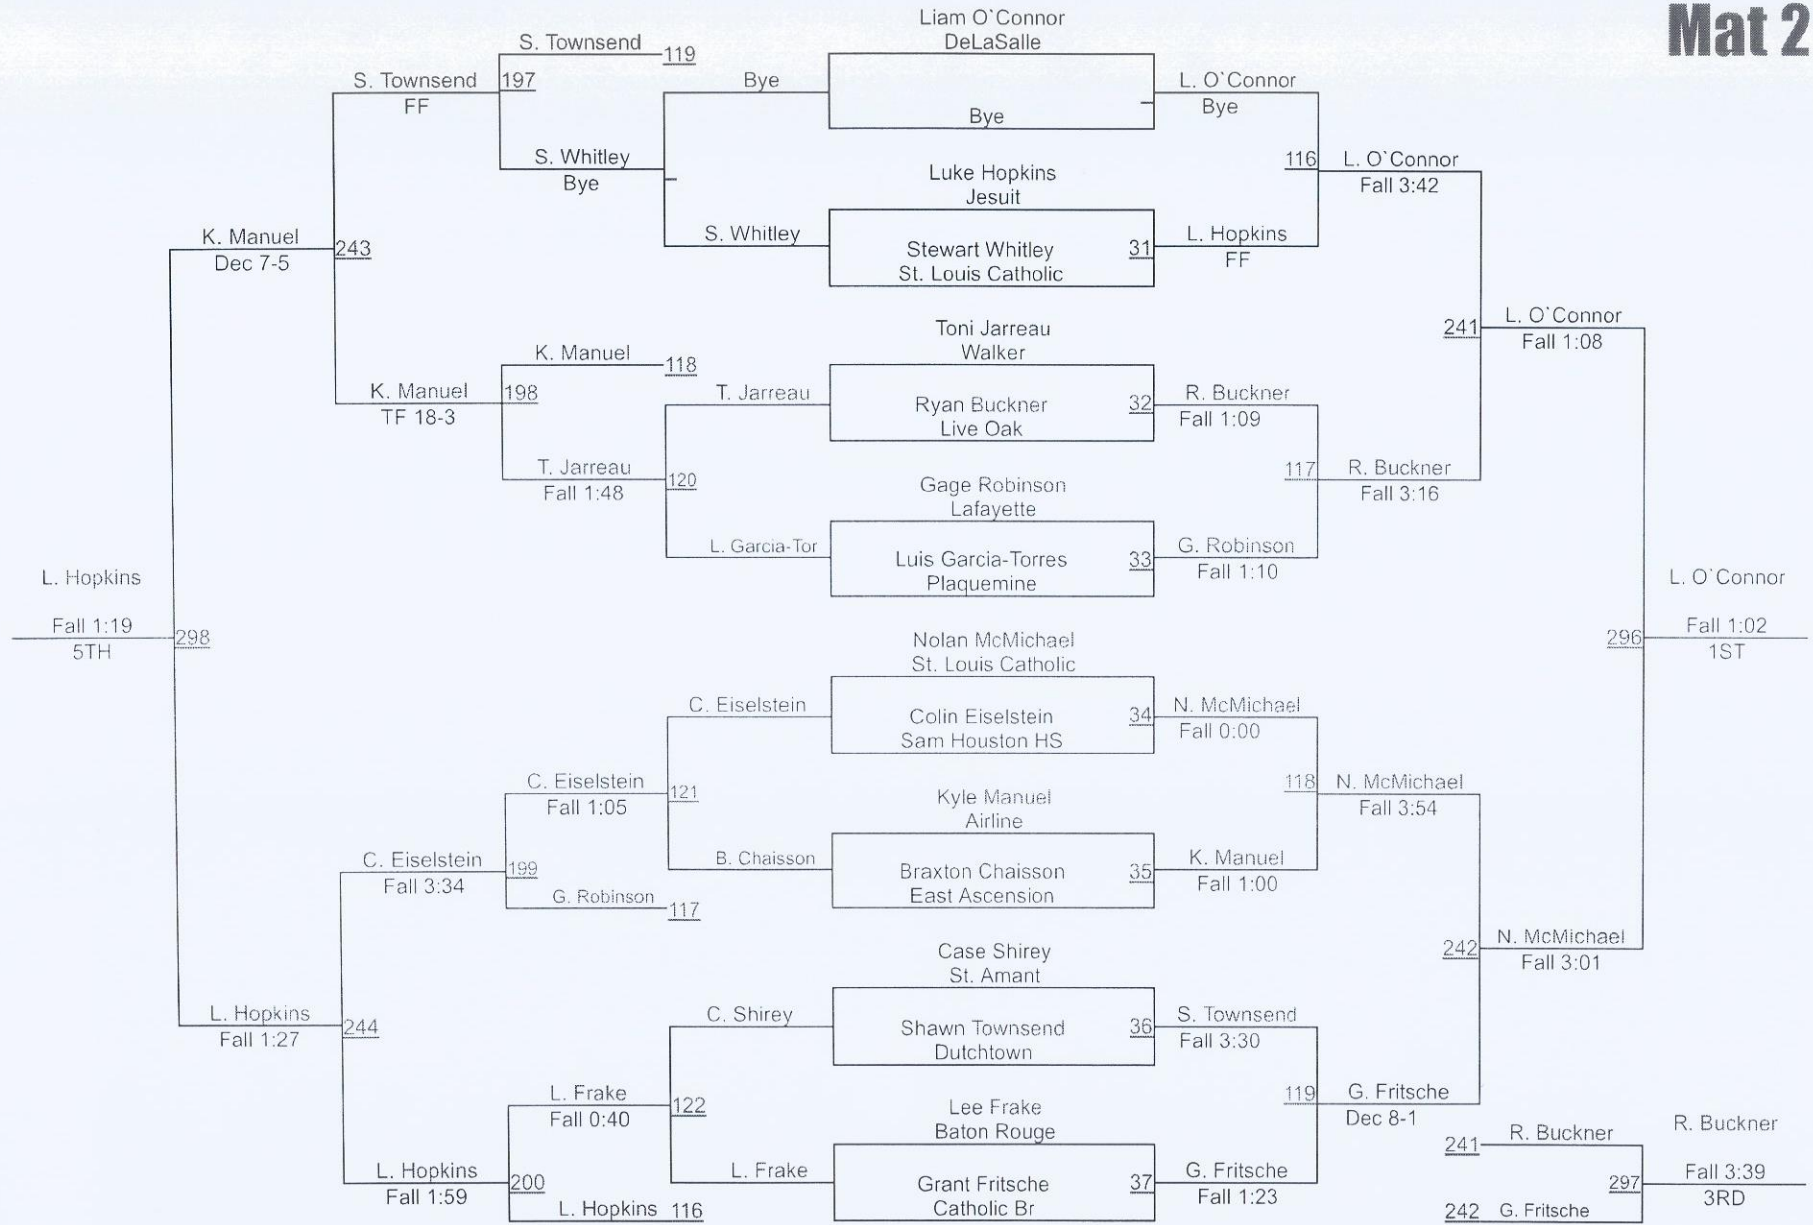 Mat 2
Liam O`Connor
DeLaSalle
Bye
Luke Hopkins
Jesuit
Stewart Whitley
St. Louis Catholic
31
Toni Jarreau
Walker
Ryan Buckner
Live Oak
32
Gage Robinson
Lafayette
Luis Garcia-Torres
Plaquemine
33
Nolan McMichael
St. Louis Catholic
Colin Eiselstein
Sam Houston HS
34
Kyle Manuel
Airline
Braxton Chaisson
East Ascension
35
Case Shirey
St. Amant
Shawn Townsend
Dutchtown
36
Lee Frake
Baton Rouge
Grant Fritsche
Catholic Br
37
L. O`Connor
Bye
L. Hopkins
FF
R. Buckner
Fall 1:09
G. Robinson
Fall 1:10
N. McMichael
Fall 0:00
K. Manuel
Fall 1:00
S. Townsend
Fall 3:30
G. Fritsche
Fall 1:23
116
L. O`Connor
Fall 3:42
117
R. Buckner
Fall 3:16
118
N. McMichael
Fall 3:54
119
G. Fritsche
Dec 8-1
241
L. O`Connor
Fall 1:08
242
N. McMichael
Fall 3:01
296
L. O`Connor
Fall 1:02
1ST
241
R. Buckner
242
G. Fritsche
297
R. Buckner
Fall 3:39
3RD
Bye
S. Whitley
T. Jarreau
L. Garcia-Tor
C. Eiselstein
B. Chaisson
C. Shirey
L. Frake
S. Townsend
119
S. Whitley
Bye
K. Manuel
118
T. Jarreau
Fall 1:48
120
C. Eiselstein
Fall 1:05
121
G. Robinson
117
L. Frake
Fall 0:40
122
L. Hopkins
116
S. Townsend
FF
197
K. Manuel
TF 18-3
198
C. Eiselstein
Fall 3:34
199
L. Hopkins
Fall 1:59
200
K. Manuel
Dec 7-5
243
L. Hopkins
Fall 1:27
244
L. Hopkins
Fall 1:19
5TH
298